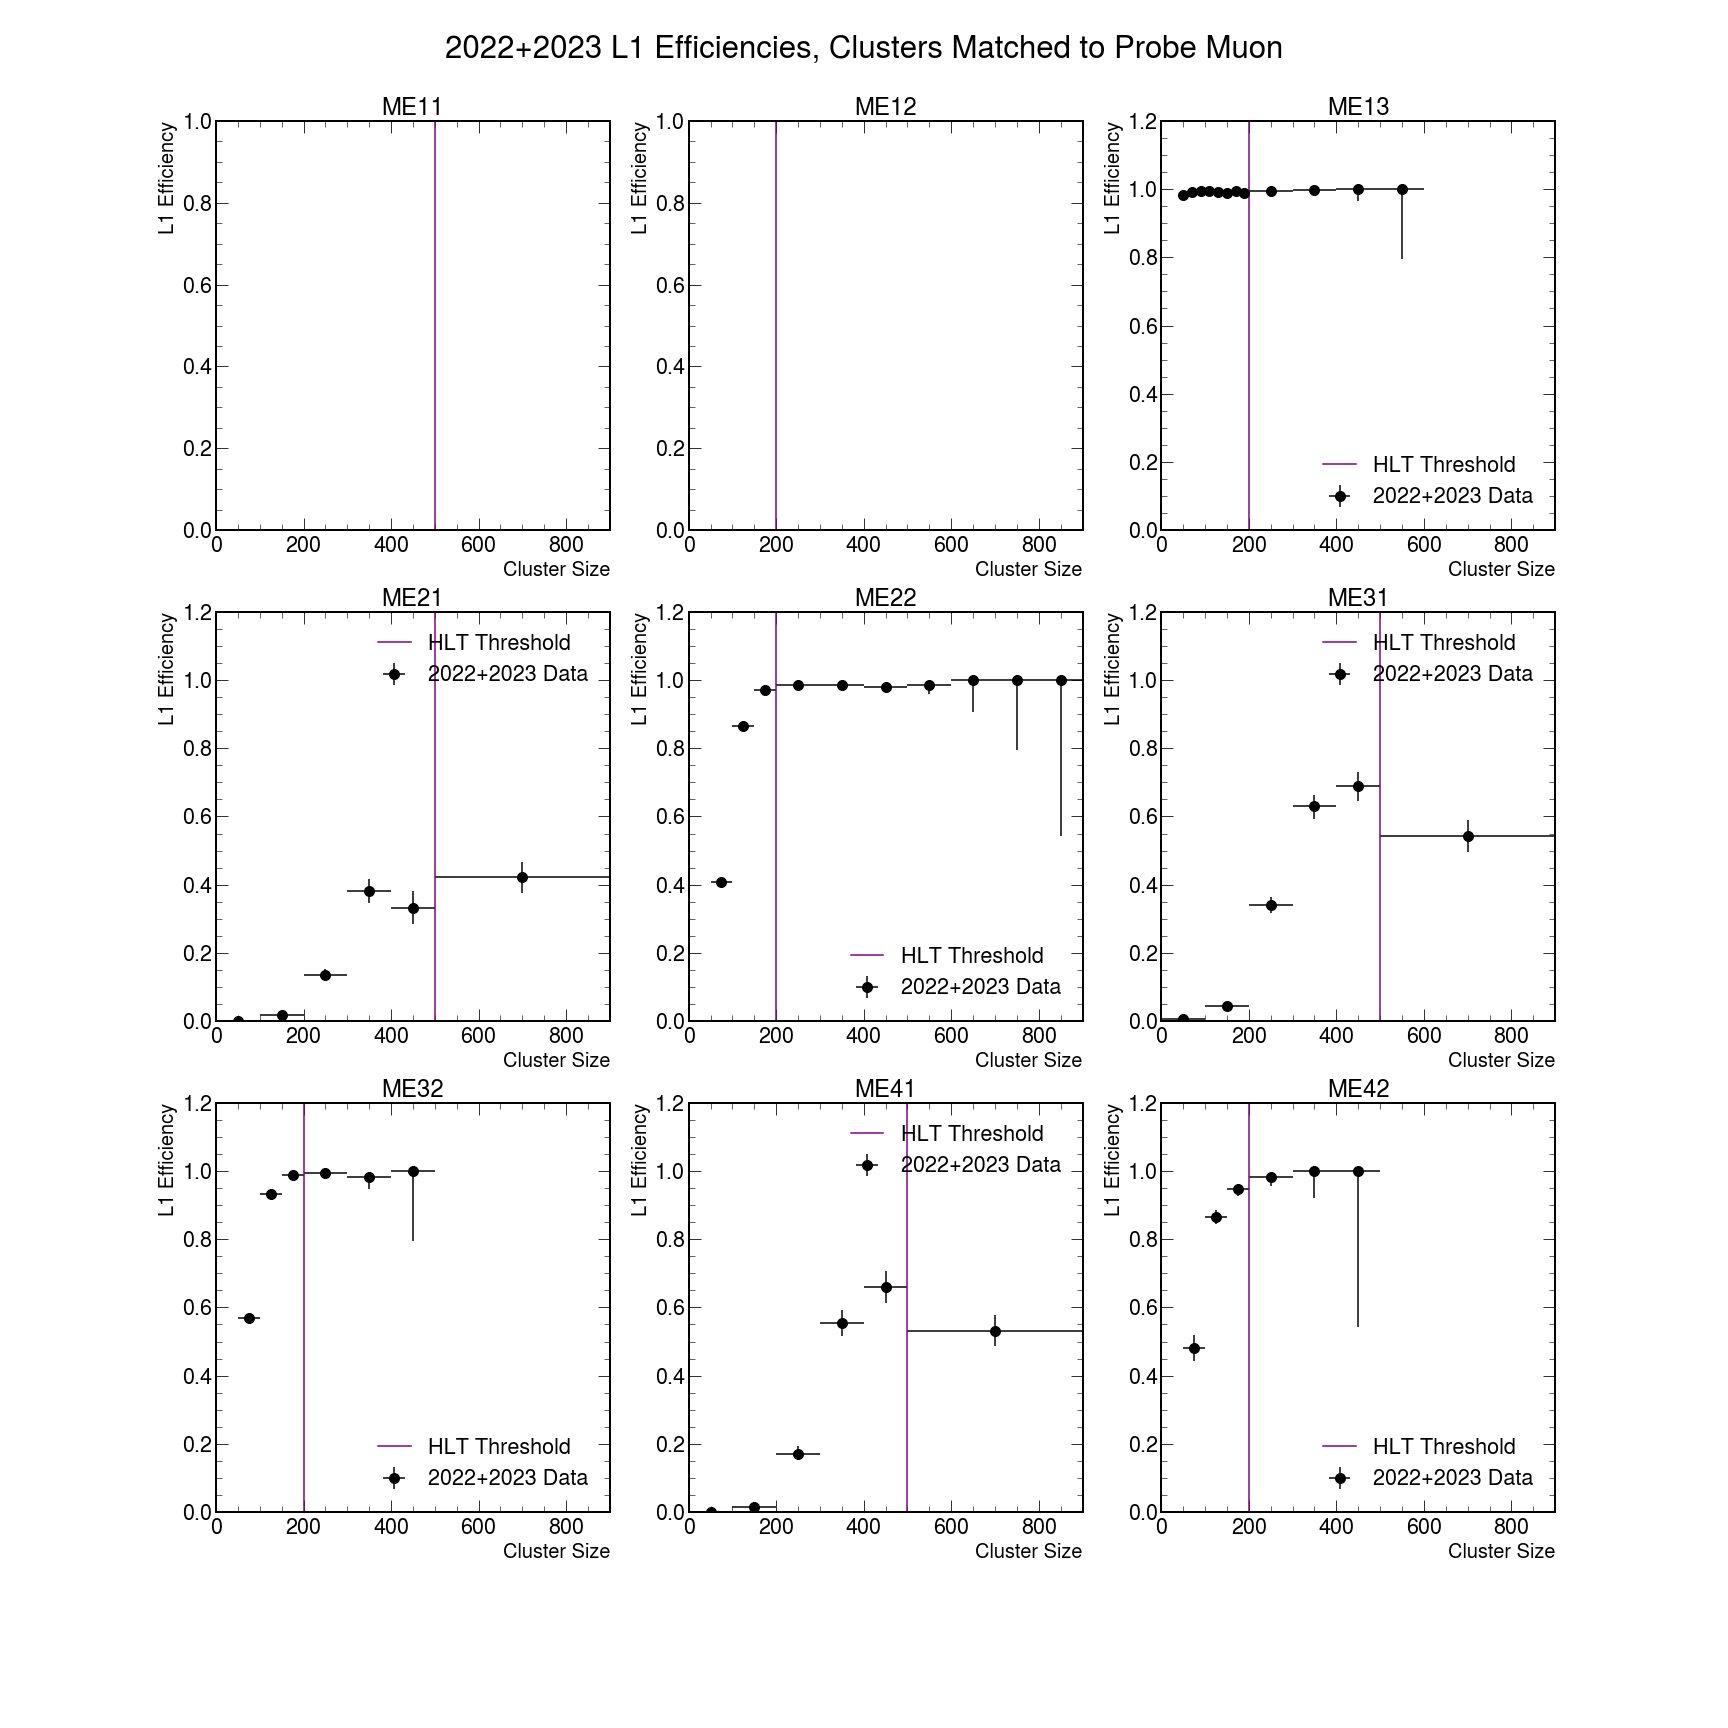 2022+2023 L1 Efficiencies, Clusters Matched to Probe Muon
ME11
L1 Efficiency
1.0
0.8
0.6
0.4
0.2
0.0
0 200 400 600 800
Cluster Size
ME12
L1 Efficiency
1.0
0.8
0.6
0.4
0.2
0.0
0 200 400 600 800
Cluster Size
ME13
L1 Efficiency
1.2
1.0
0.8
0.6
0.4
0.2
0.0
HLT Threshold
2022+2023 Data
0 200 400 600 800
Cluster Size
ME21
L1 Efficiency
1.2
1.0
0.8
0.6
0.4
0.2
0.0
HLT Threshold
2022+2023 Data
0 200 400 600 800
Cluster Size
ME22
L1 Efficiency
1.2
1.0
0.8
0.6
0.4
0.2
0.0
HLT Threshold
2022+2023 Data
0 200 400 600 800
Cluster Size
ME31
L1 Efficiency
1.2
1.0
0.8
0.6
0.4
0.2
0.0
HLT Threshold
2022+2023 Data
0 200 400 600 800
Cluster Size
ME32
L1 Efficiency
1.2
1.0
0.8
0.6
0.4
0.2
0.0
HLT Threshold
2022+2023 Data
0 200 400 600 800
Cluster Size
ME41
L1 Efficiency
1.2
1.0
0.8
0.6
0.4
0.2
0.0
HLT Threshold
2022+2023 Data
0 200 400 600 800
Cluster Size
ME42
L1 Efficiency
1.2
1.0
0.8
0.6
0.4
0.2
0.0
HLT Threshold
2022+2023 Data
0 200 400 600 800
Cluster Size